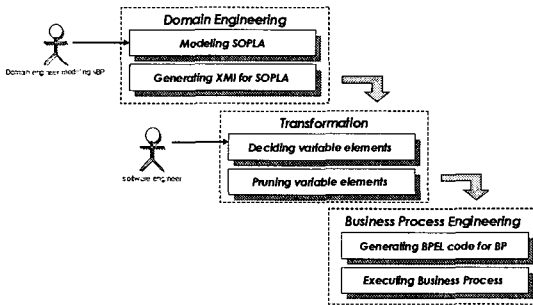 Domain Engineering
Modeling SOPLA
Generating XMI for SOPLA
Domain engineer modeling
Transformation
Deciding variable elements
Pruning variable elements
software engineer
Business Process Engineering
Generating BPEL code for BP
Executing Business Process